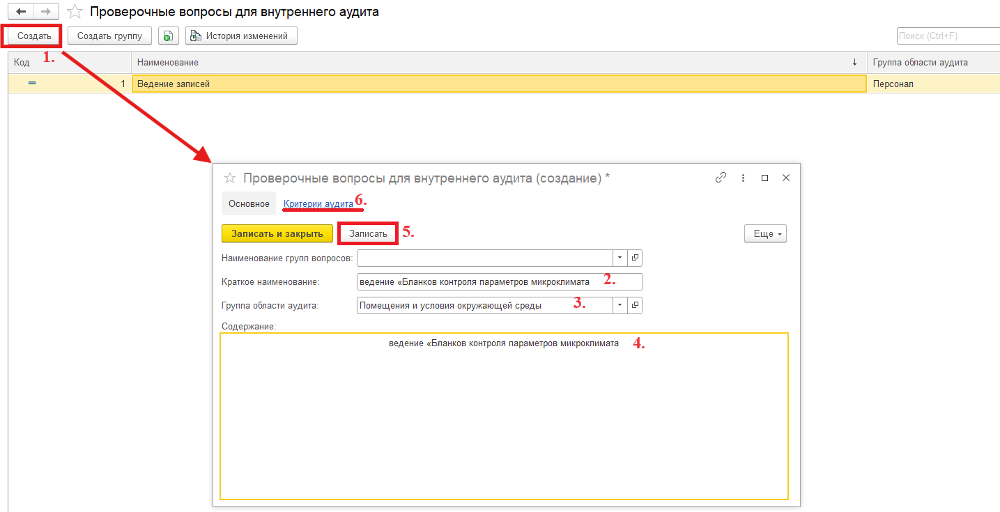 Проверочные вопросы для внутреннего аудита
Создать Создать группу История изменений Поиск (Ctrl+F)
1.
Код Наименование ↓ Группа области аудита
1 Ведение записей Персонал
Проверочные вопросы для внутреннего аудита (создание) *
Основное Критерии аудита 6.
Записать и закрыть Записать 5. Еще
Наименование групп вопросов:
Краткое наименование: ведение «Бланков контроля параметров микроклимата 2.
Группа области аудита: Помещения и условия окружающей среды 3.
Содержание:
ведение «Бланков контроля параметров микроклимата 4.